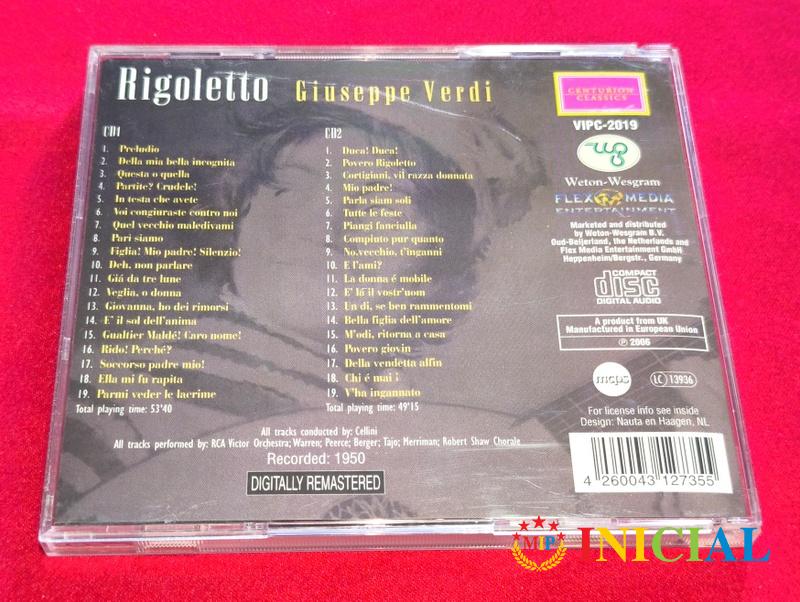 Rigoletto Giuseppe Verdi
CD1
1. Preludio
2. Della mia bella incognita
3. Questa o quella
4. Partite? Crudele!
5. In testa che avete
6. Voi congiuraste contro noi
7. Quel vecchio maledivami
8. Pari siamo
9. Figlia! Mio padre! Silenzio!
10. Deh, non parlare
11. Giá da tre lune
12. Veglia, o donna
13. Giovanna, ho dei rimorsi
14. E' il sol dell'anima
15. Gualtier Maldé! Caro nome!
16. Rido! Perché?
17. Soccorso padre mio!
18. Ella mi fu rapita
19. Parmi veder le lacrime
Total playing time: 53'40
CD2
1. Duca! Duca!
2. Povero Rigoletto
3. Cortigiani, vil razza donnata
4. Mio padre!
5. Parla siam soli
6. Tutte le feste
7. Piangi fanciulla
8. Compiuto pur quanto
9. No,vecchio, t'inganni
10. E l'ami?
11. La donna é mobile
12. E' lá il vostr'uom
13. Un di, se ben rammentomi
14. Bella figlia dell'amore
15. M'odi, ritorna a casa
16. Povero giovin
17. Della vendetta alfin
18. Chi é mai i
19. V'ha ingannato
Total playing time: 49'15
All tracks conducted by: Cellini
All tracks performed by: RCA Victor Orchestra; Warren; Peerce; Berger; Tajo; Merriman; Robert Shaw Chorale
Recorded: 1950
DIGITALLY REMASTERED
CENTURION
CLASSICS
VIPC-2019
Weton-Wesgram
FLEX MEDIA
ENTERTAINMENT
Marketed and distributed
by Weton-Wesgram B.V.
Oud-Beijerland, the Netherlands and
Flex Media Entertainment GmbH
Heppenheim/Bergstr., Germany
COMPACT
disc
DIGITAL AUDIO
A product from UK
Manufactured in European Union
℗ 2006
mcps
LC 13936
For license info see inside
Design: Nauta en Haagen, NL
4 260043 127355
MIP INICIAL